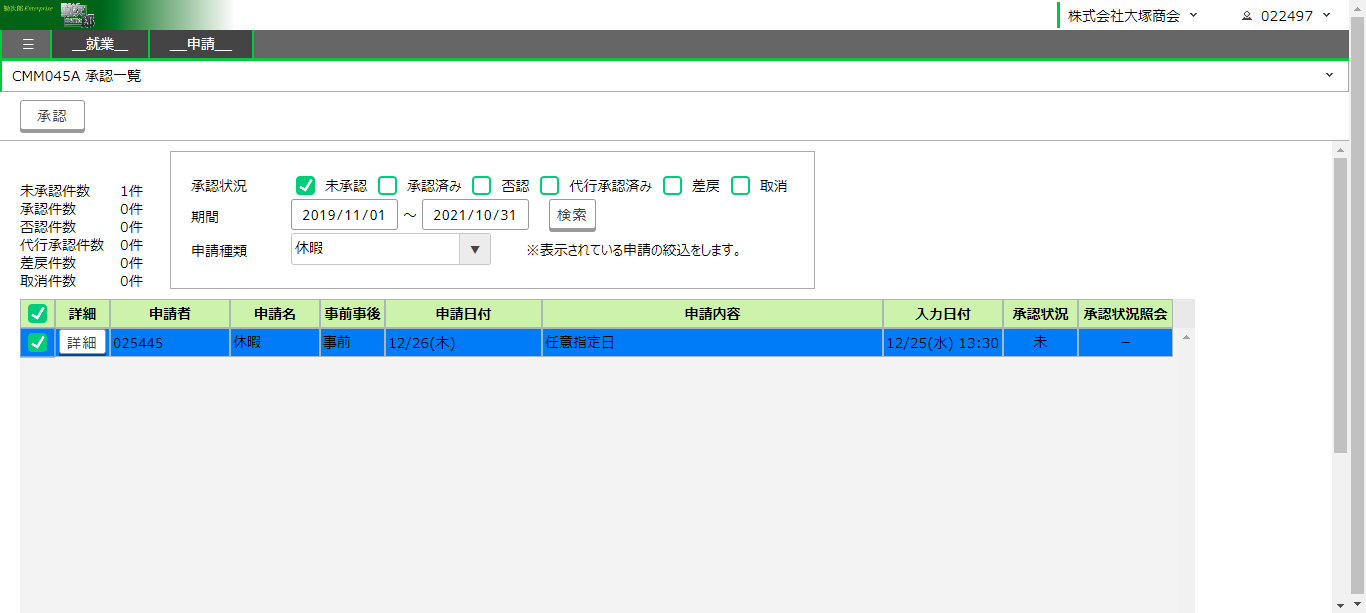 勤次郎 Enterprise
株式会社大塚商会 022497
☰ __就業__ __申請__
CMM045A 承認一覧
承認
承認状況 未承認 承認済み 否認 代行承認済み 差戻 取消
期間 2019/11/01 ～ 2021/10/31 検索
申請種類 休暇 ▼ ※表示されている申請の絞込をします。
未承認件数 1件
承認件数 0件
否認件数 0件
代行承認件数 0件
差戻件数 0件
取消件数 0件
詳細 申請者 申請名 事前事後 申請日付 申請内容 入力日付 承認状況 承認状況照会
詳細 025445 休暇 事前 12/26(木) 任意指定日 12/25(水) 13:30 未 －